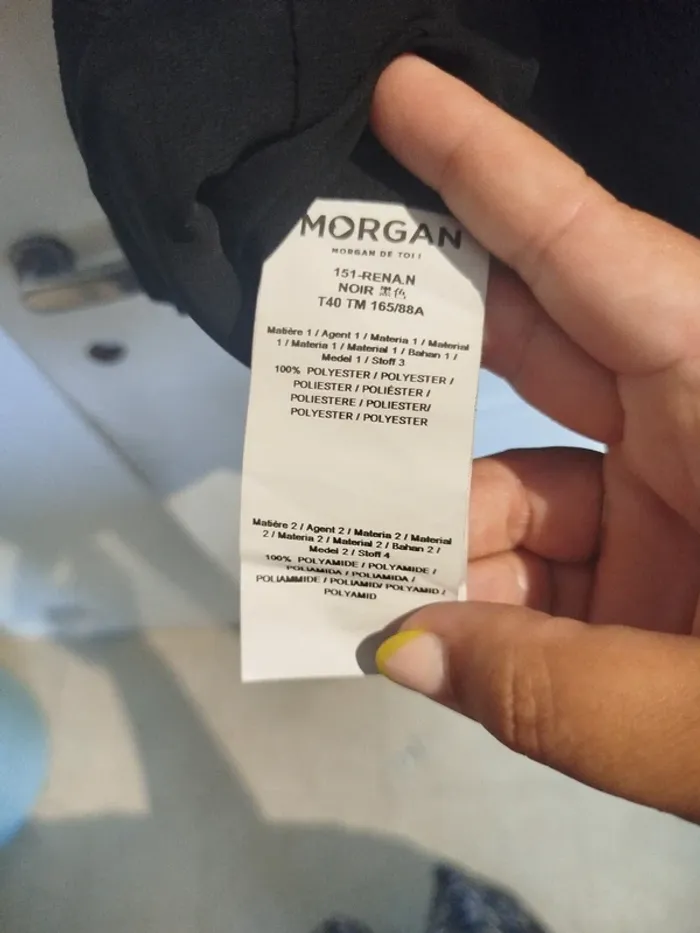 MORGAN
MORGAN DE TOI !
151-RENA.N
NOIR 黑色
T40 TM 165/88A
Matière 1 / Agent 1 / Materia 1 / Material
1 / Materia 1 / Material 1 / Bahan 1 /
Medel 1 / Stoff 3
100% POLYESTER / POLYESTER /
POLIESTER / POLIÉSTER /
POLIESTERE / POLIESTER/
POLYESTER / POLYESTER
Matière 2 / Agent 2 / Materia 2 / Material
2 / Materia 2 / Material 2 / Bahan 2 /
Medel 2 / Stoff 4
100% POLYAMIDE / POLYAMIDE /
POLIAMIDA / POLIAMIDA /
POLIAMMIDE / POLIAMID/ POLYAMID /
POLYAMID